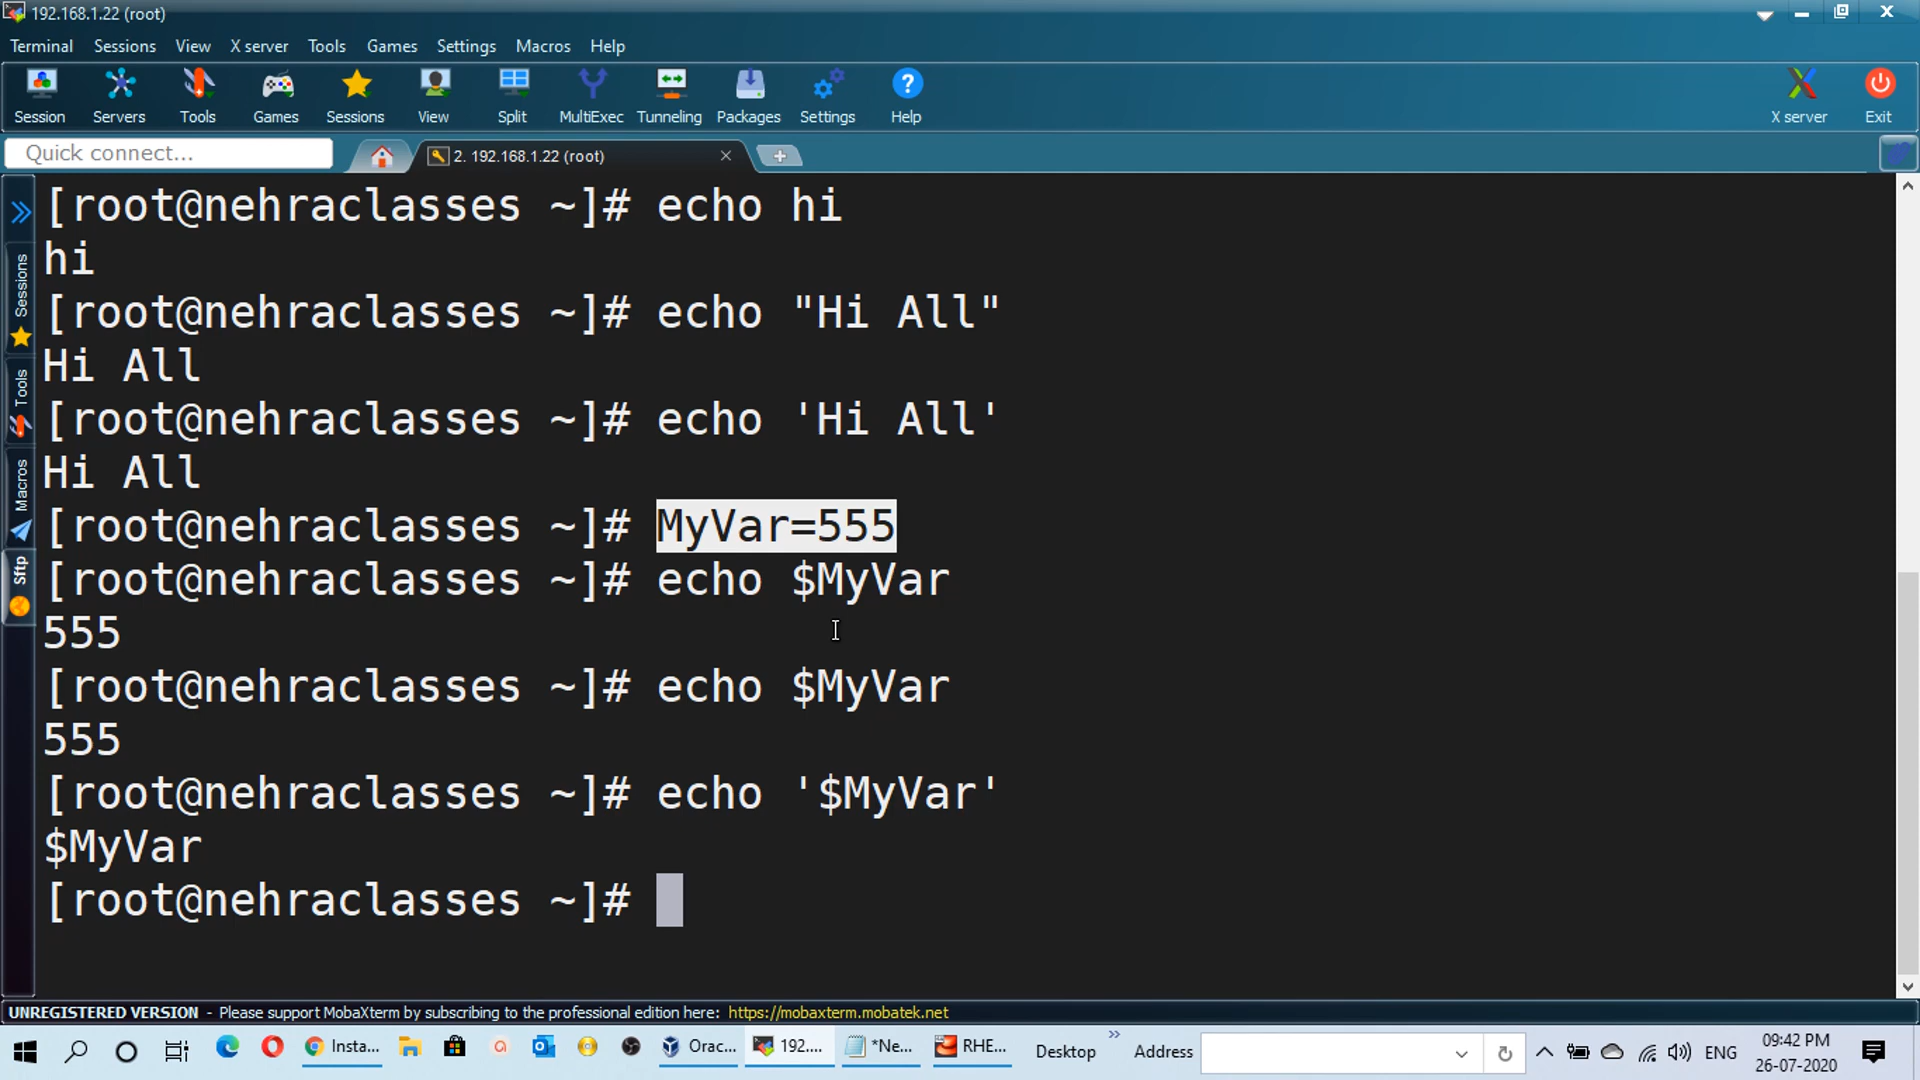 192.168.1.22 (root)
Terminal Sessions View X server Tools Games Settings Macros Help
Session Servers Tools Games Sessions View Split MultiExec Tunneling Packages Settings Help X server Exit
Quick connect... 2. 192.168.1.22 (root)
[root@nehraclasses ~]# echo hi
hi
[root@nehraclasses ~]# echo "Hi All"
Hi All
[root@nehraclasses ~]# echo 'Hi All'
Hi All
[root@nehraclasses ~]# MyVar=555
[root@nehraclasses ~]# echo $MyVar
555
[root@nehraclasses ~]# echo $MyVar
555
[root@nehraclasses ~]# echo '$MyVar'
$MyVar
[root@nehraclasses ~]#
Sessions
Tools
Macros
Sftp
UNREGISTERED VERSION - Please support MobaXterm by subscribing to the professional edition here: https://mobaxterm.mobatek.net
Insta... Orac... 192.... *Ne... RHE... Desktop Address ENG 09:42 PM
26-07-2020